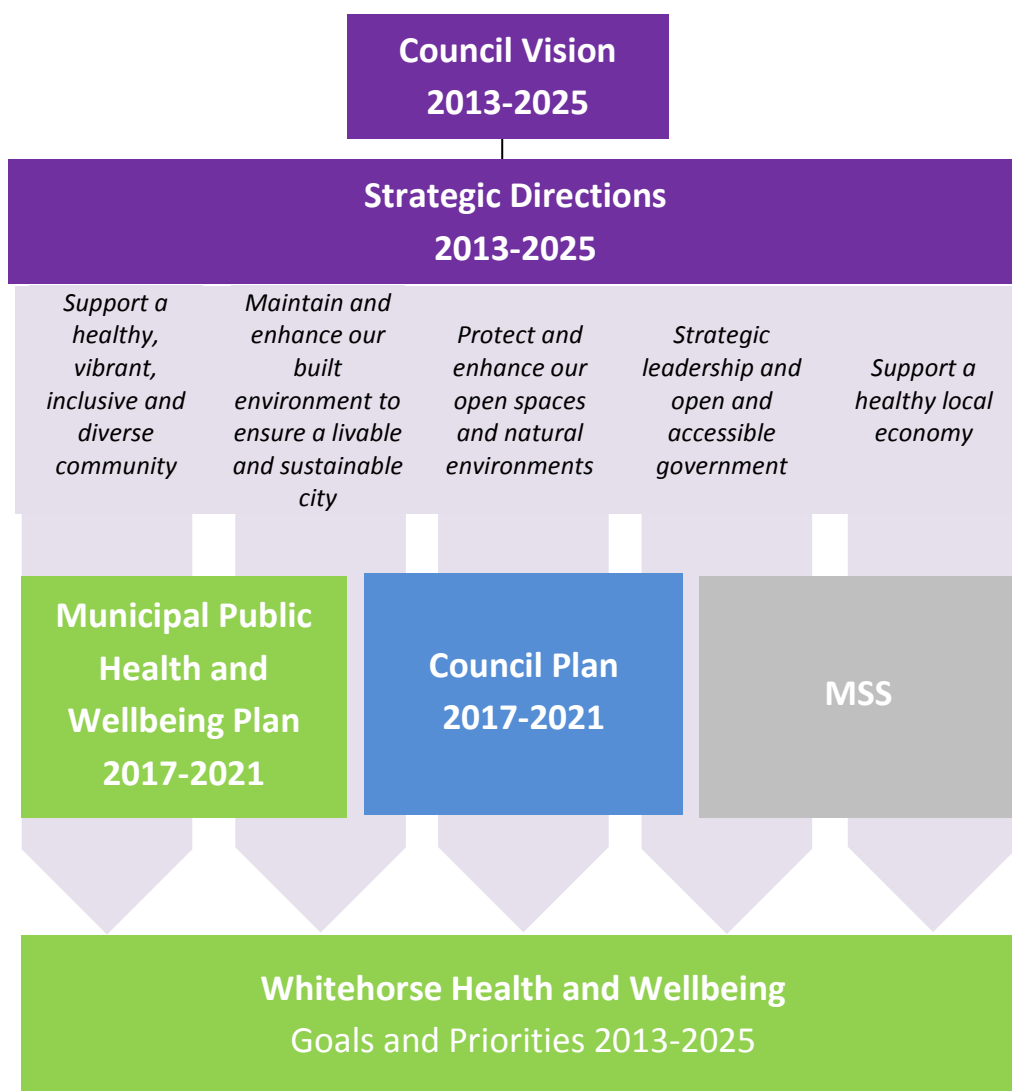 Council Vision
2013-2025
Strategic Directions
2013-2025
Support a
healthy,
vibrant,
inclusive and
diverse
community
Maintain and
enhance our
built
environment to
ensure a livable
and sustainable
city
Protect and
enhance our
open spaces
and natural
environments
Strategic
leadership and
open and
accessible
government
Support a
healthy local
economy
Municipal Public
Health and
Wellbeing Plan
2017-2021
Council Plan
2017-2021
MSS
Whitehorse Health and Wellbeing
Goals and Priorities 2013-2025